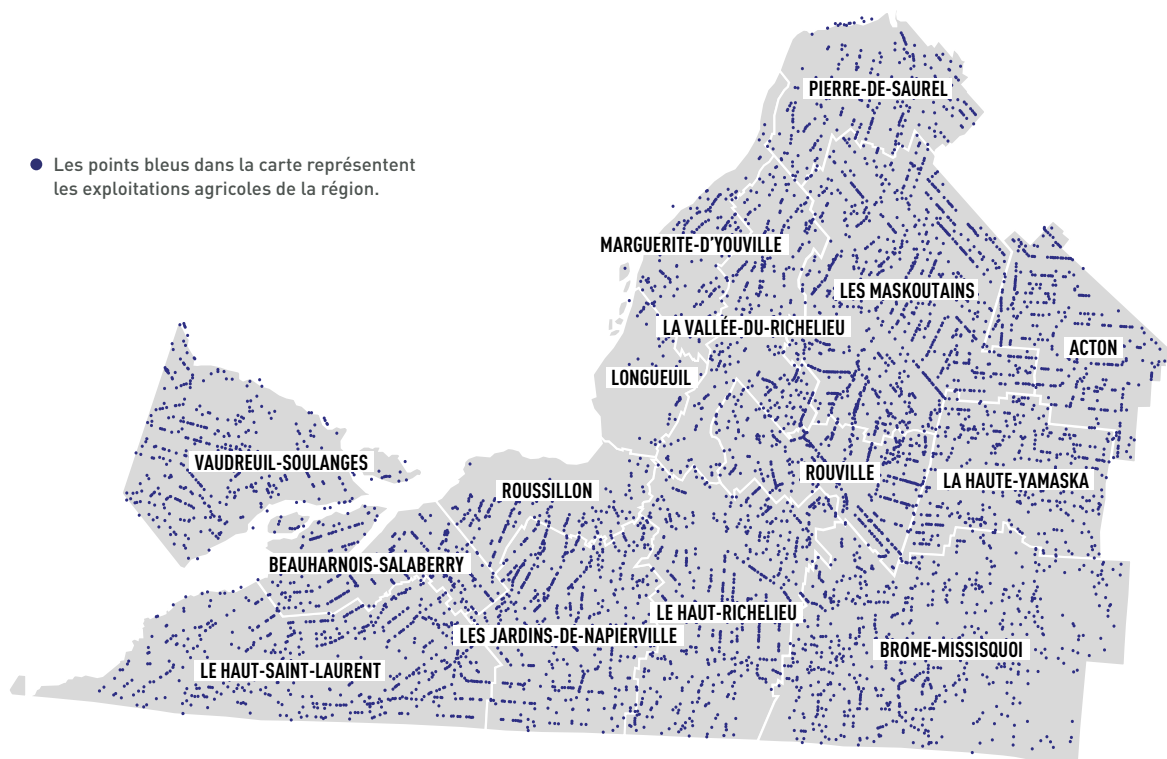 PIERRE-DE-SAUREL
Les points bleus dans la carte représentent
les exploitations agricoles de la région.
MARGUERITE-D'YOUVILLE
LES MASKOUTAINS
LA VALLÉE-DU-RICHELIEU
ACTON
LONGUEUIL
VAUDREUIL-SOULANGES
ROUVILLE
LA HAUTE-YAMASKA
ROUSSILLON
BEAUHARNOIS-SALABERRY
LE HAUT-RICHELIEU
LES JARDINS-DE-NAPIERVILLE
BROME-MISSISQUOI
LE HAUT-SAINT-LAURENT